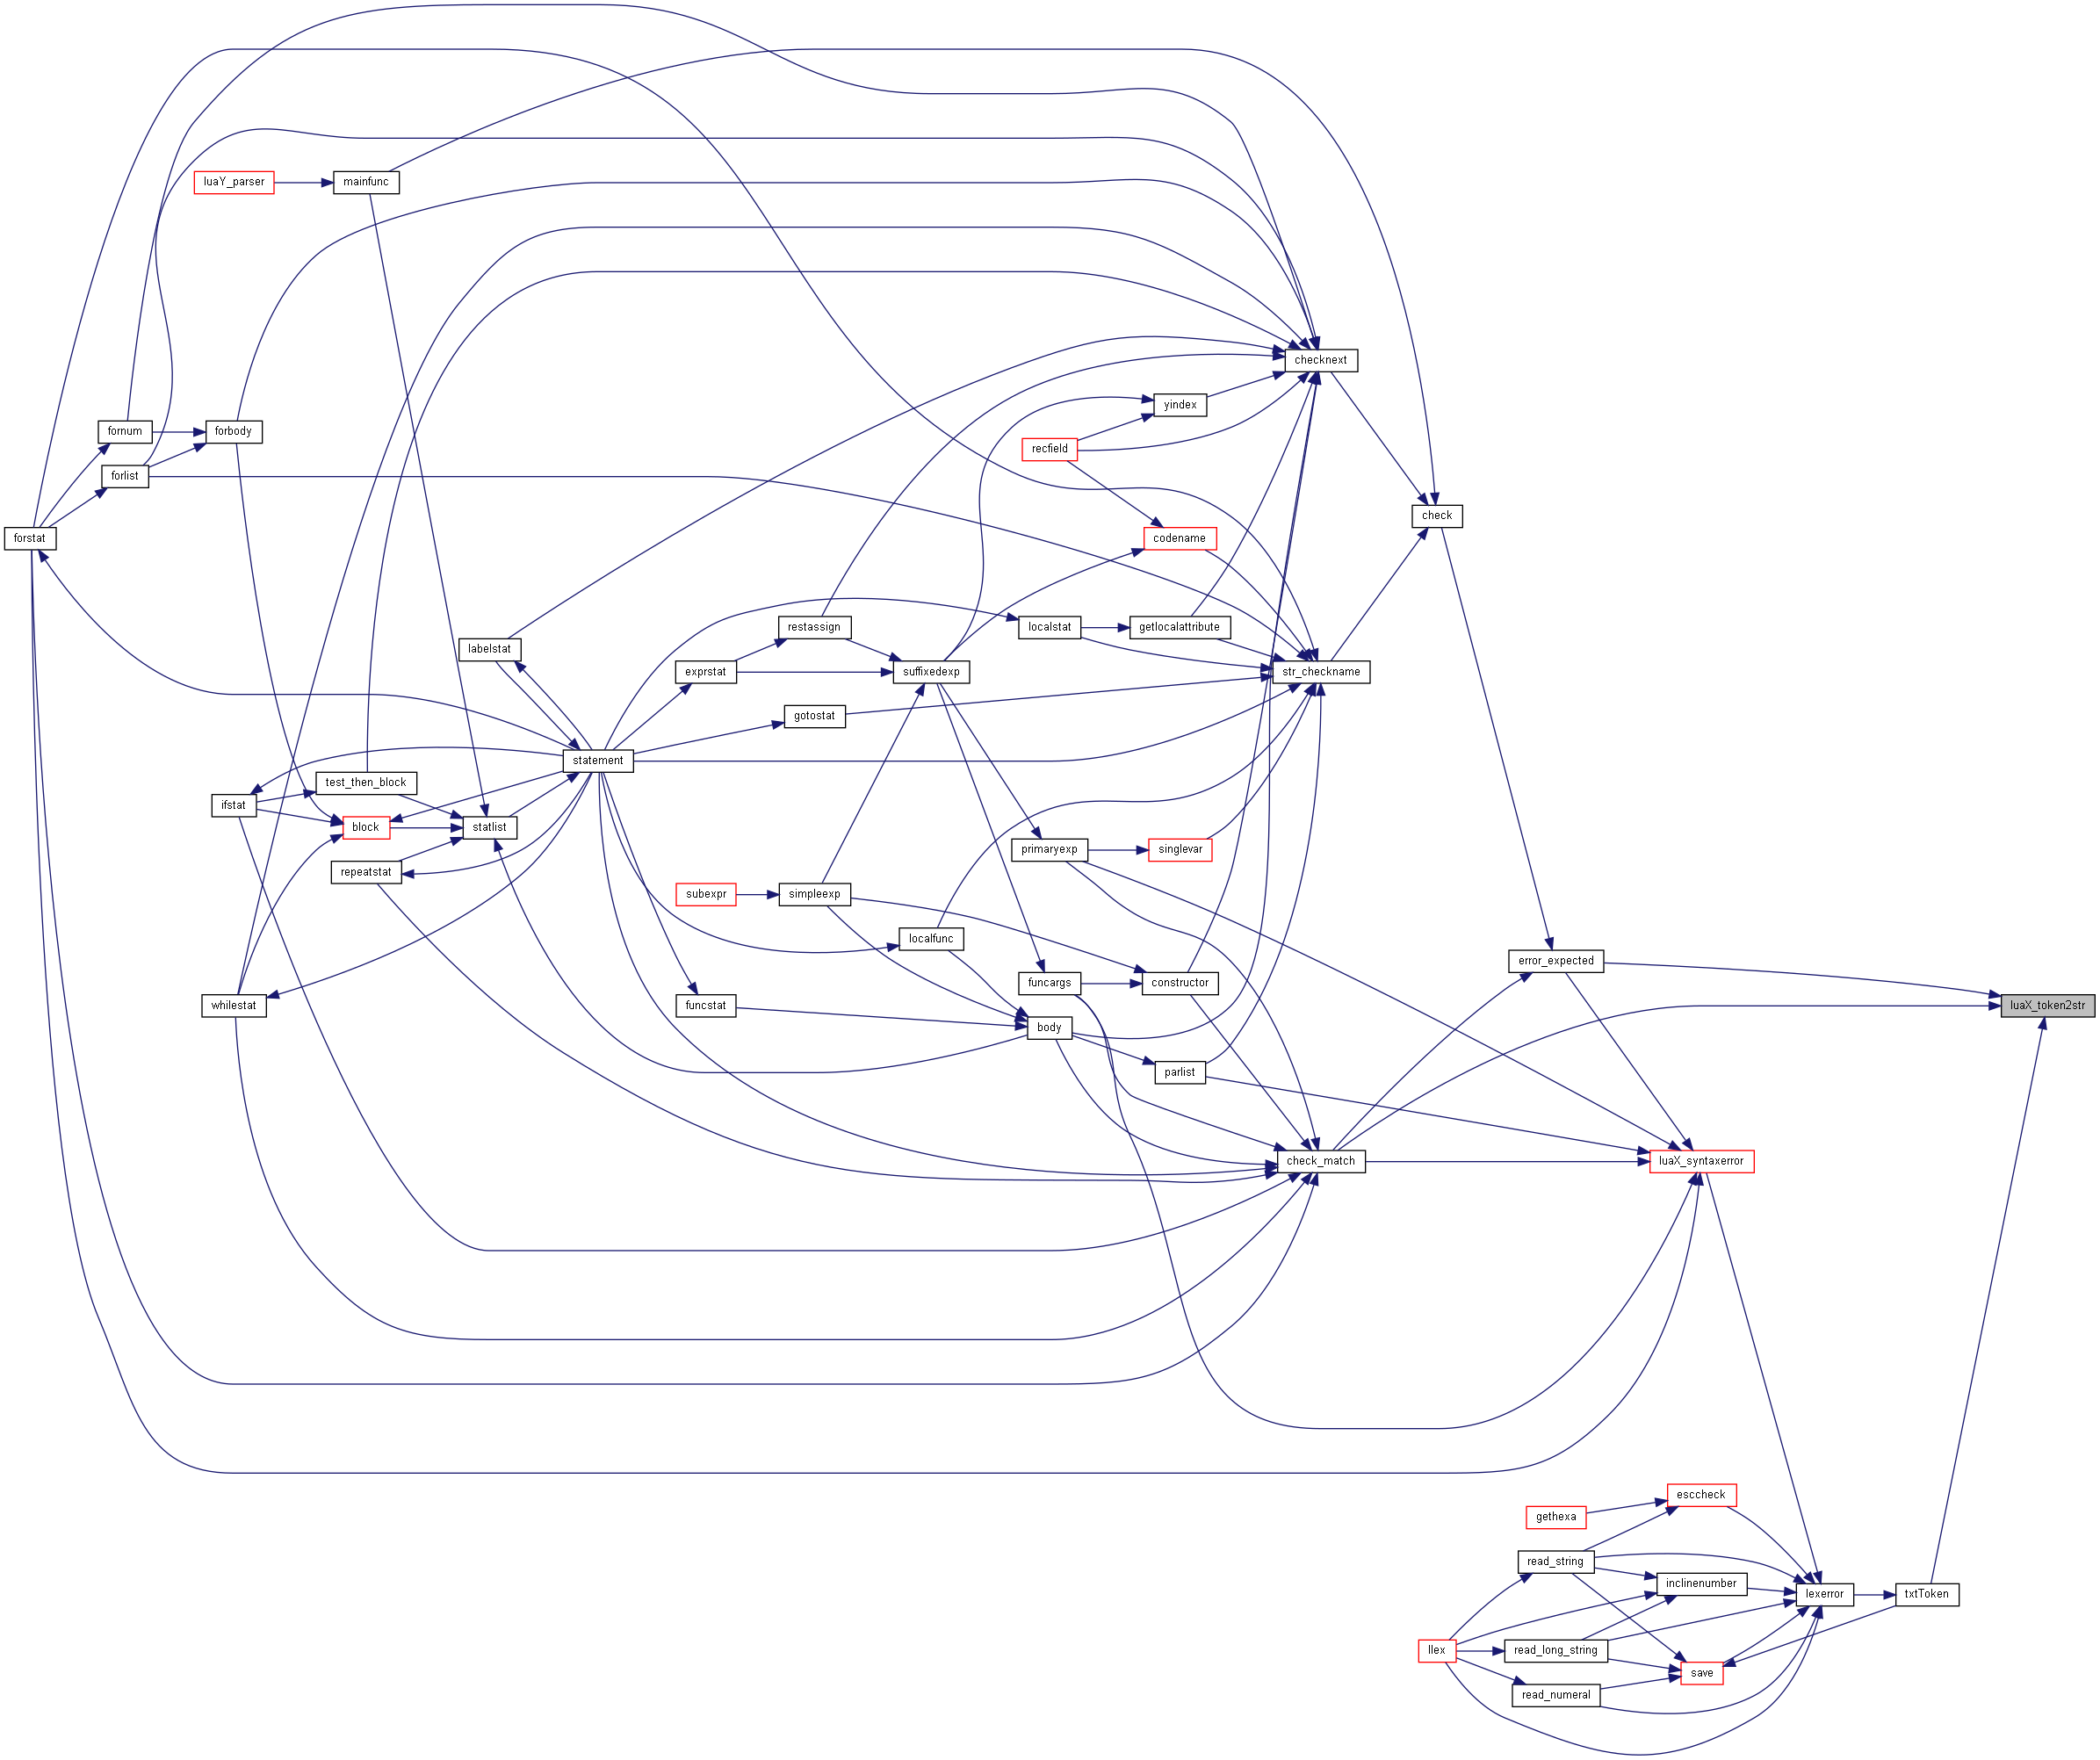 luaY_parser
mainfunc
checknext
yindex
fornum
forbody
recfield
forlist
check
forstat
codename
restassign
localstat
getlocalattribute
labelstat
exprstat
suffixedexp
str_checkname
gotostat
statement
test_then_block
ifstat
block
statlist
primaryexp
singlevar
repeatstat
subexpr
simpleexp
localfunc
error_expected
funcargs
constructor
whilestat
funcstat
luaX_token2str
body
parlist
check_match
luaX_syntaxerror
esccheck
gethexa
read_string
inclinenumber
lexerror
txtToken
llex
read_long_string
save
read_numeral